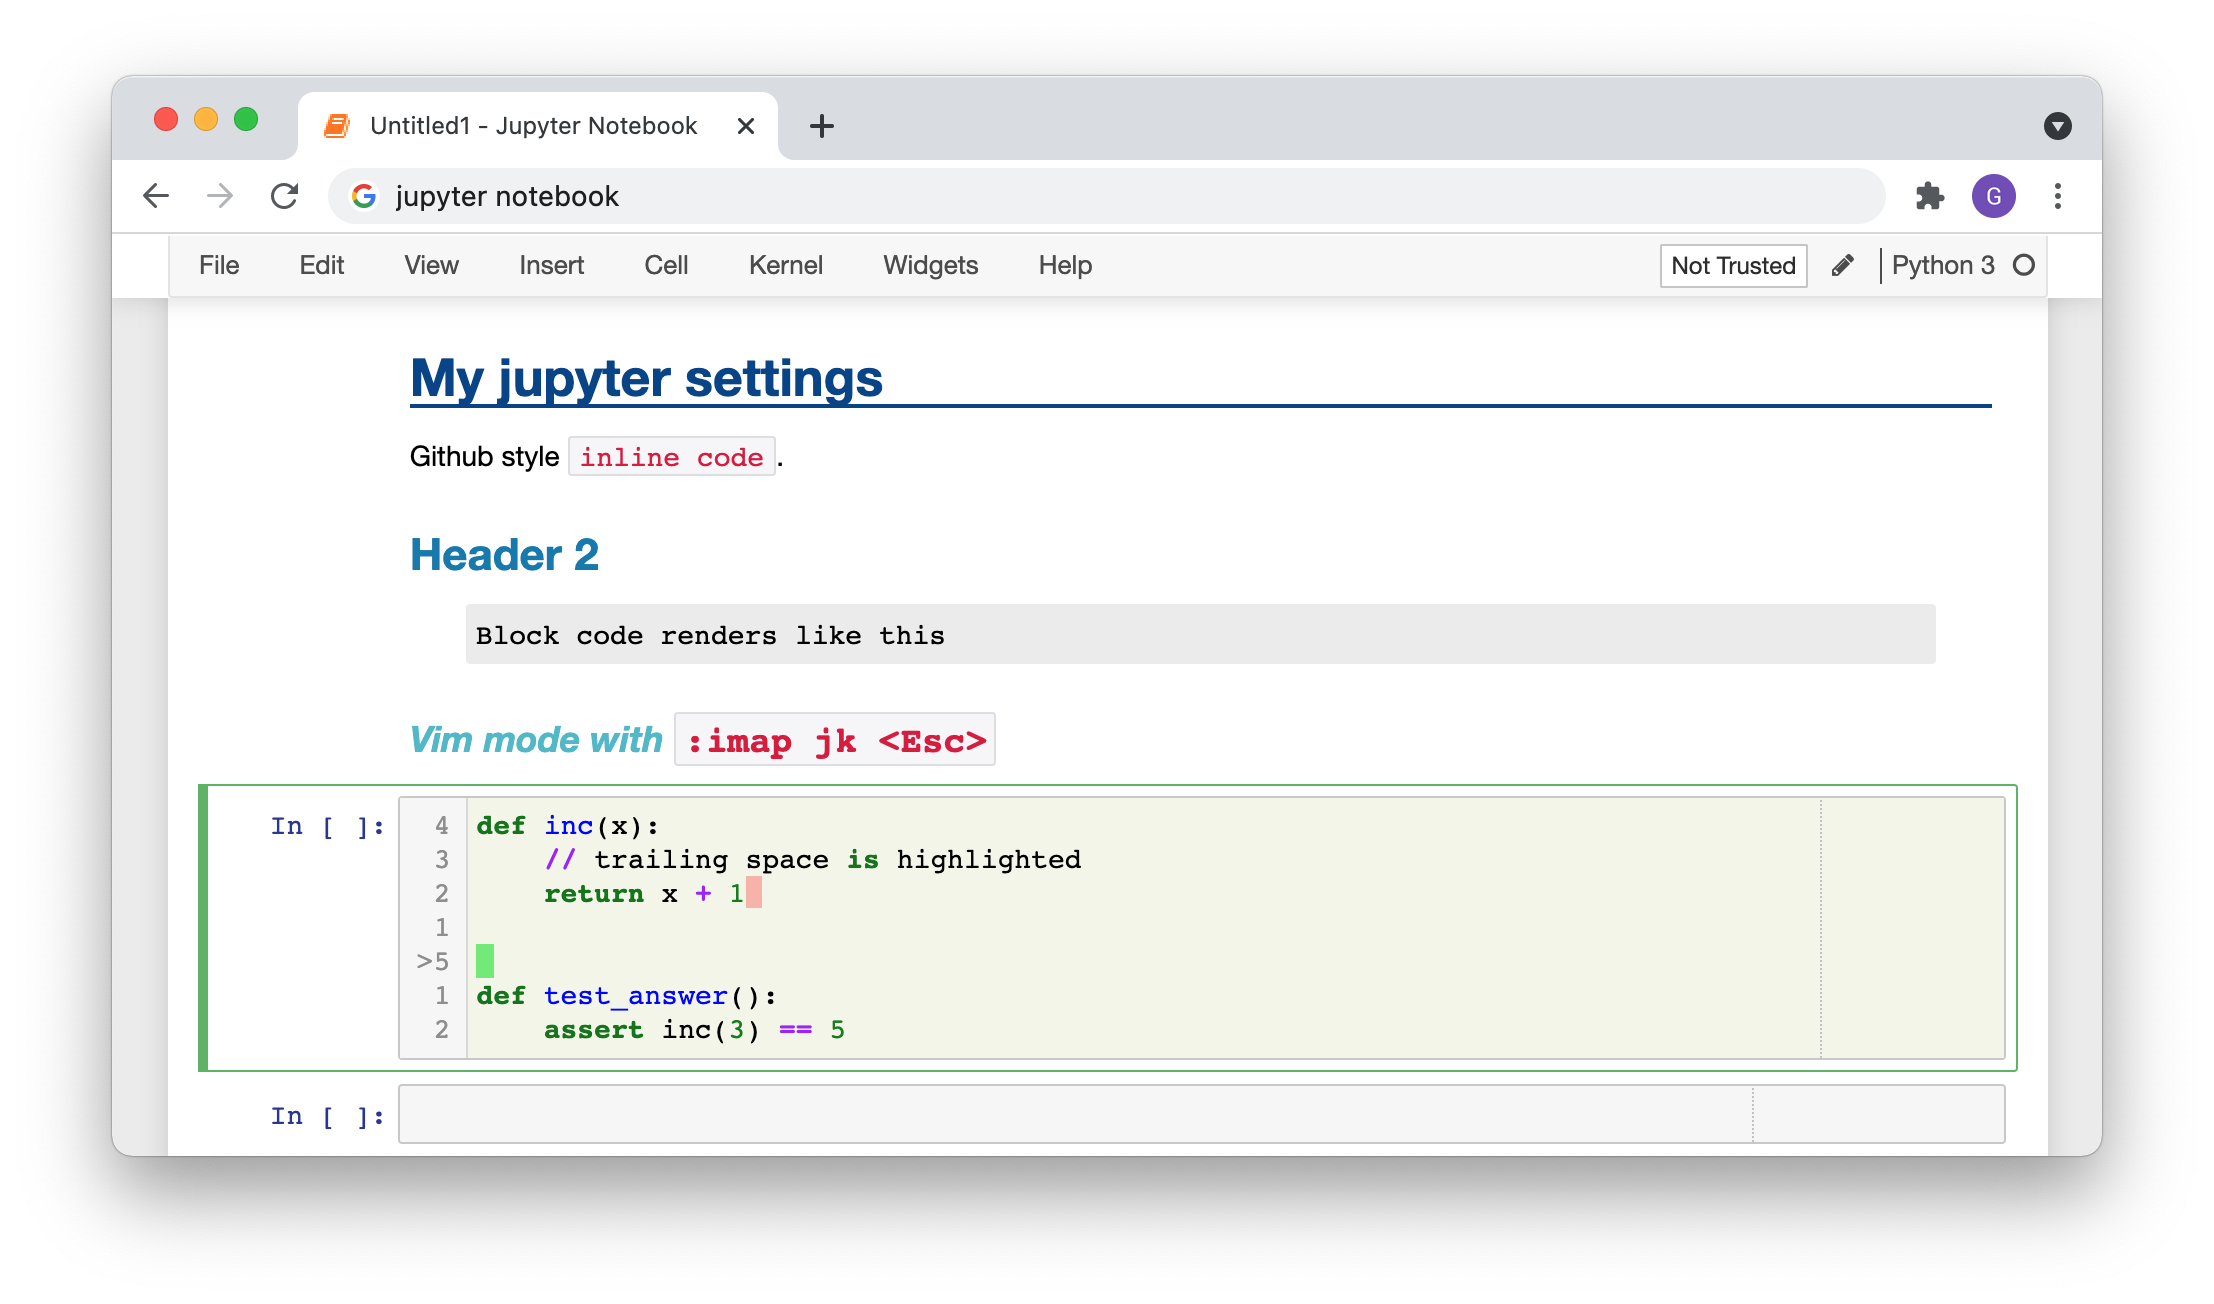 Untitled1 - Jupyter Notebook
jupyter notebook
G
File Edit View Insert Cell Kernel Widgets Help Not Trusted Python 3
My jupyter settings
Github style inline code.
Header 2
Block code renders like this
Vim mode with :imap jk <Esc>
In [ ]: 4 def inc(x):
3     // trailing space is highlighted
2     return x + 1
1
>5
1 def test_answer():
2     assert inc(3) == 5
In [ ]: